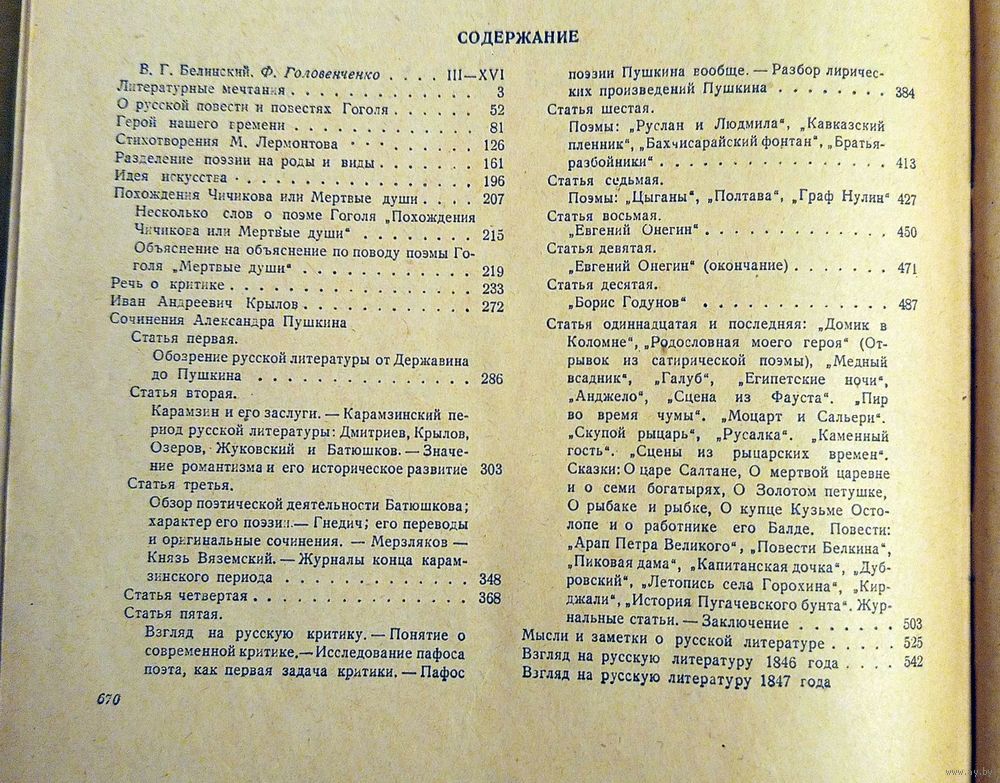 СОДЕРЖАНИЕ
В. Г. Белинский. Ф. Головенченко . . . . III—XVI
Литературные мечтания . . . . . . . . . . . . 3
О русской повести и повестях Гоголя . . . . . . 52
Герой нашего времени . . . . . . . . . . . . 81
Стихотворения М. Лермонтова . . . . . . . . 126
Разделение поэзии на роды и виды . . . . . . . 161
Идея искусства . . . . . . . . . . . . . . . 196
Похождения Чичикова или Мертвые души . . . . 207
Несколько слов о поэме Гоголя „Похождения
Чичикова или Мертвые души“ . . . . . . . . 215
Объяснение на объяснение по поводу поэмы Го-
голя „Мертвые души“ . . . . . . . . . . . 219
Речь о критике . . . . . . . . . . . . . . . 233
Иван Андреевич Крылов . . . . . . . . . . . . 272
Сочинения Александра Пушкина
Статья первая.
Обозрение русской литературы от Державина
до Пушкина . . . . . . . . . . . . . . 286
Статья вторая.
Карамзин и его заслуги. — Карамзинский пе-
риод русской литературы: Дмитриев, Крылов,
Озеров, Жуковский и Батюшков. — Значе-
ние романтизма и его историческое развитие 303
Статья третья.
Обзор поэтической деятельности Батюшкова;
характер его поэзии.— Гнедич; его переводы
и оригинальные сочинения. — Мерзляков —
Князь Вяземский. — Журналы конца карам-
зинского периода . . . . . . . . . . . . 348
Статья четвертая . . . . . . . . . . . . . . 368
Статья пятая.
Взгляд на русскую критику. — Понятие о
современной критике.— Исследование пафоса
поэта, как первая задача критики. — Пафос
670
поэзии Пушкина вообще. — Разбор лиричес-
ких произведений Пушкина . . . . . . . . 384
Статья шестая.
Поэмы: „Руслан и Людмила“, „Кавказский
пленник“, „Бахчисарайский фонтан“, „Братья-
разбойники“ . . . . . . . . . . . . . . 413
Статья седьмая.
Поэмы: „Цыганы“, „Полтава“, „Граф Нулин“ 427
Статья восьмая.
„Евгений Онегин“ . . . . . . . . . . . . 450
Статья девятая.
„Евгений Онегин“ (окончание) . . . . . . . 471
Статья десятая.
„Борис Годунов“ . . . . . . . . . . . . 487
Статья одиннадцатая и последняя: „Домик в
Коломне“, „Родословная моего героя“ (От-
рывок из сатирической поэмы), „Медный
всадник“, „Галуб“, „Египетские ночи“,
„Анджело“, „Сцена из Фауста“. „Пир
во время чумы“. „Моцарт и Сальери“.
„Скупой рыцарь“, „Русалка“. „Каменный
гость“. „Сцены из рыцарских времен“.
Сказки: О царе Салтане, О мертвой царевне
и о семи богатырях, О Золотом петушке,
О рыбаке и рыбке, О купце Кузьме Осто-
лопе и о работнике его Балде. Повести:
„Арап Петра Великого“, „Повести Белкина“,
„Пиковая дама“, „Капитанская дочка“, „Дуб-
ровский“, „Летопись села Горохина“, „Кир-
джали“, „История Пугачевского бунта“. Жур-
нальные статьи. — Заключение . . . . . . . 503
Мысли и заметки о русской литературе . . . . . 525
Взгляд на русскую литературу 1846 года . . . . 542
Взгляд на русскую литературу 1847 года
www.ay.by